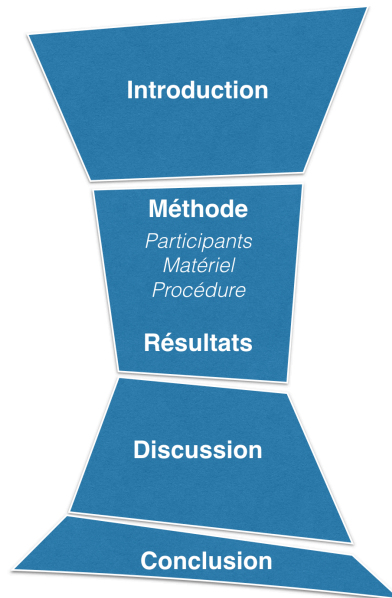 Introduction
Méthode
Participants
Matériel
Procédure
Résultats
Discussion
Conclusion